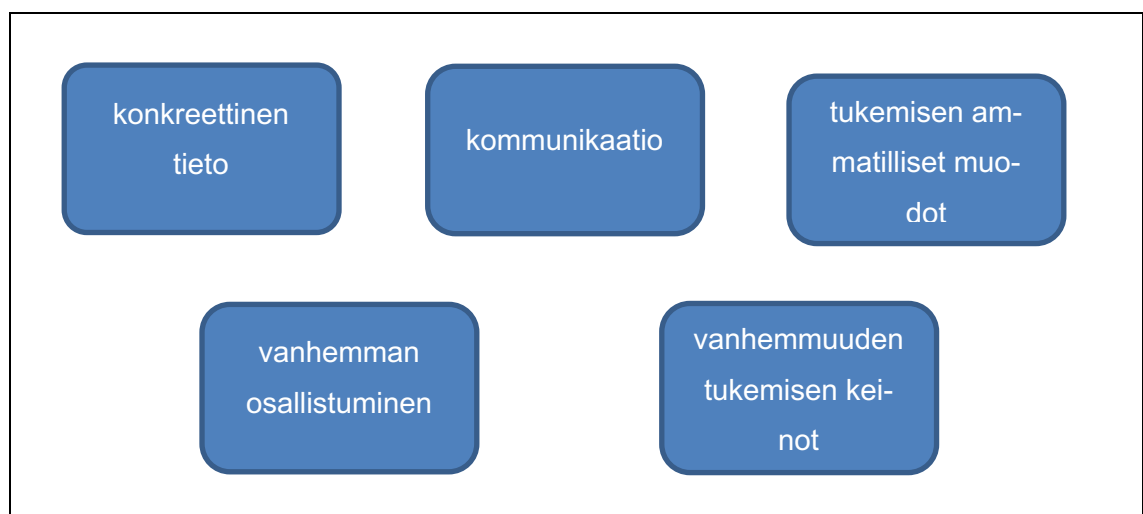 konkreettinen
tieto
kommunikaatio
tukemisen am-
matilliset muo-
dot
vanhemman
osallistuminen
vanhemmuuden
tukemisen kei-
not